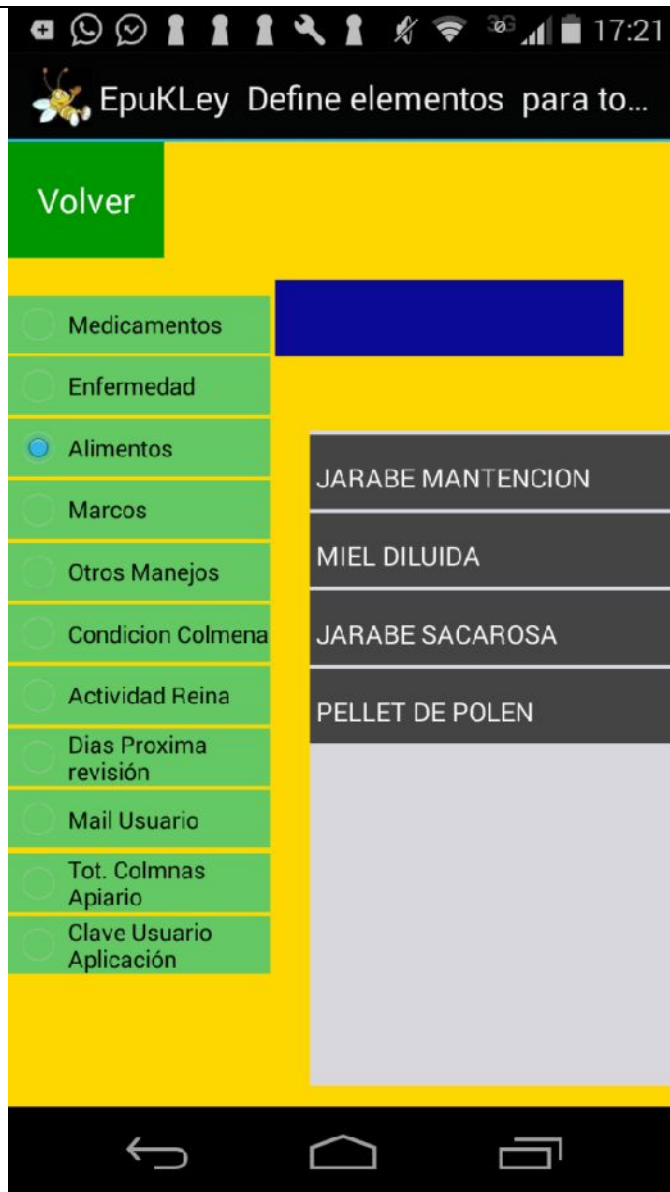 3G 17:21
EpuKLey Define elementos para to...
Volver
Medicamentos
Enfermedad
Alimentos
Marcos
Otros Manejos
Condicion Colmena
Actividad Reina
Dias Proxima
revisión
Mail Usuario
Tot. Colmnas
Apiario
Clave Usuario
Aplicación
JARABE MANTENCION
MIEL DILUIDA
JARABE SACAROSA
PELLET DE POLEN